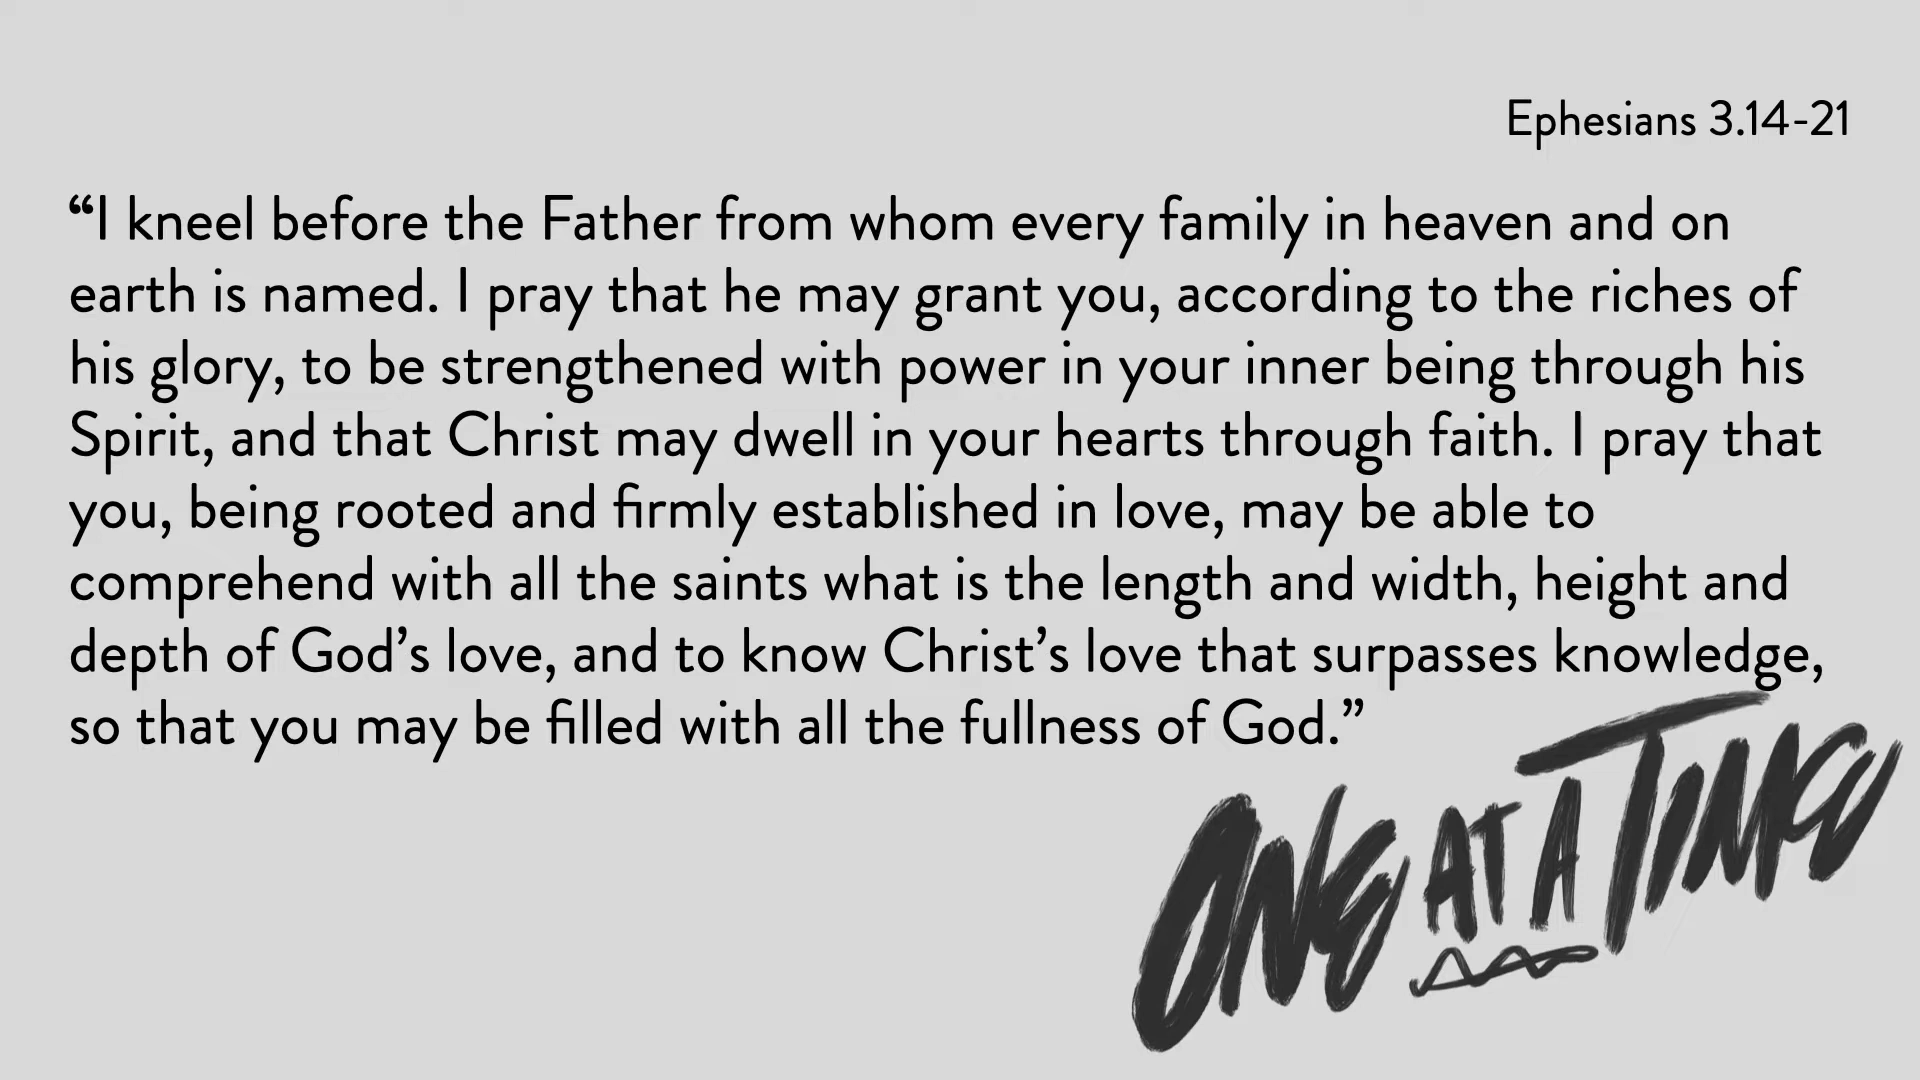 Ephesians 3.14-21
“I kneel before the Father from whom every family in heaven and on
earth is named. I pray that he may grant you, according to the riches of
his glory, to be strengthened with power in your inner being through his
Spirit, and that Christ may dwell in your hearts through faith. I pray that
you, being rooted and firmly established in love, may be able to
comprehend with all the saints what is the length and width, height and
depth of God’s love, and to know Christ’s love that surpasses knowledge,
so that you may be filled with all the fullness of God.”
ONE AT A TIME